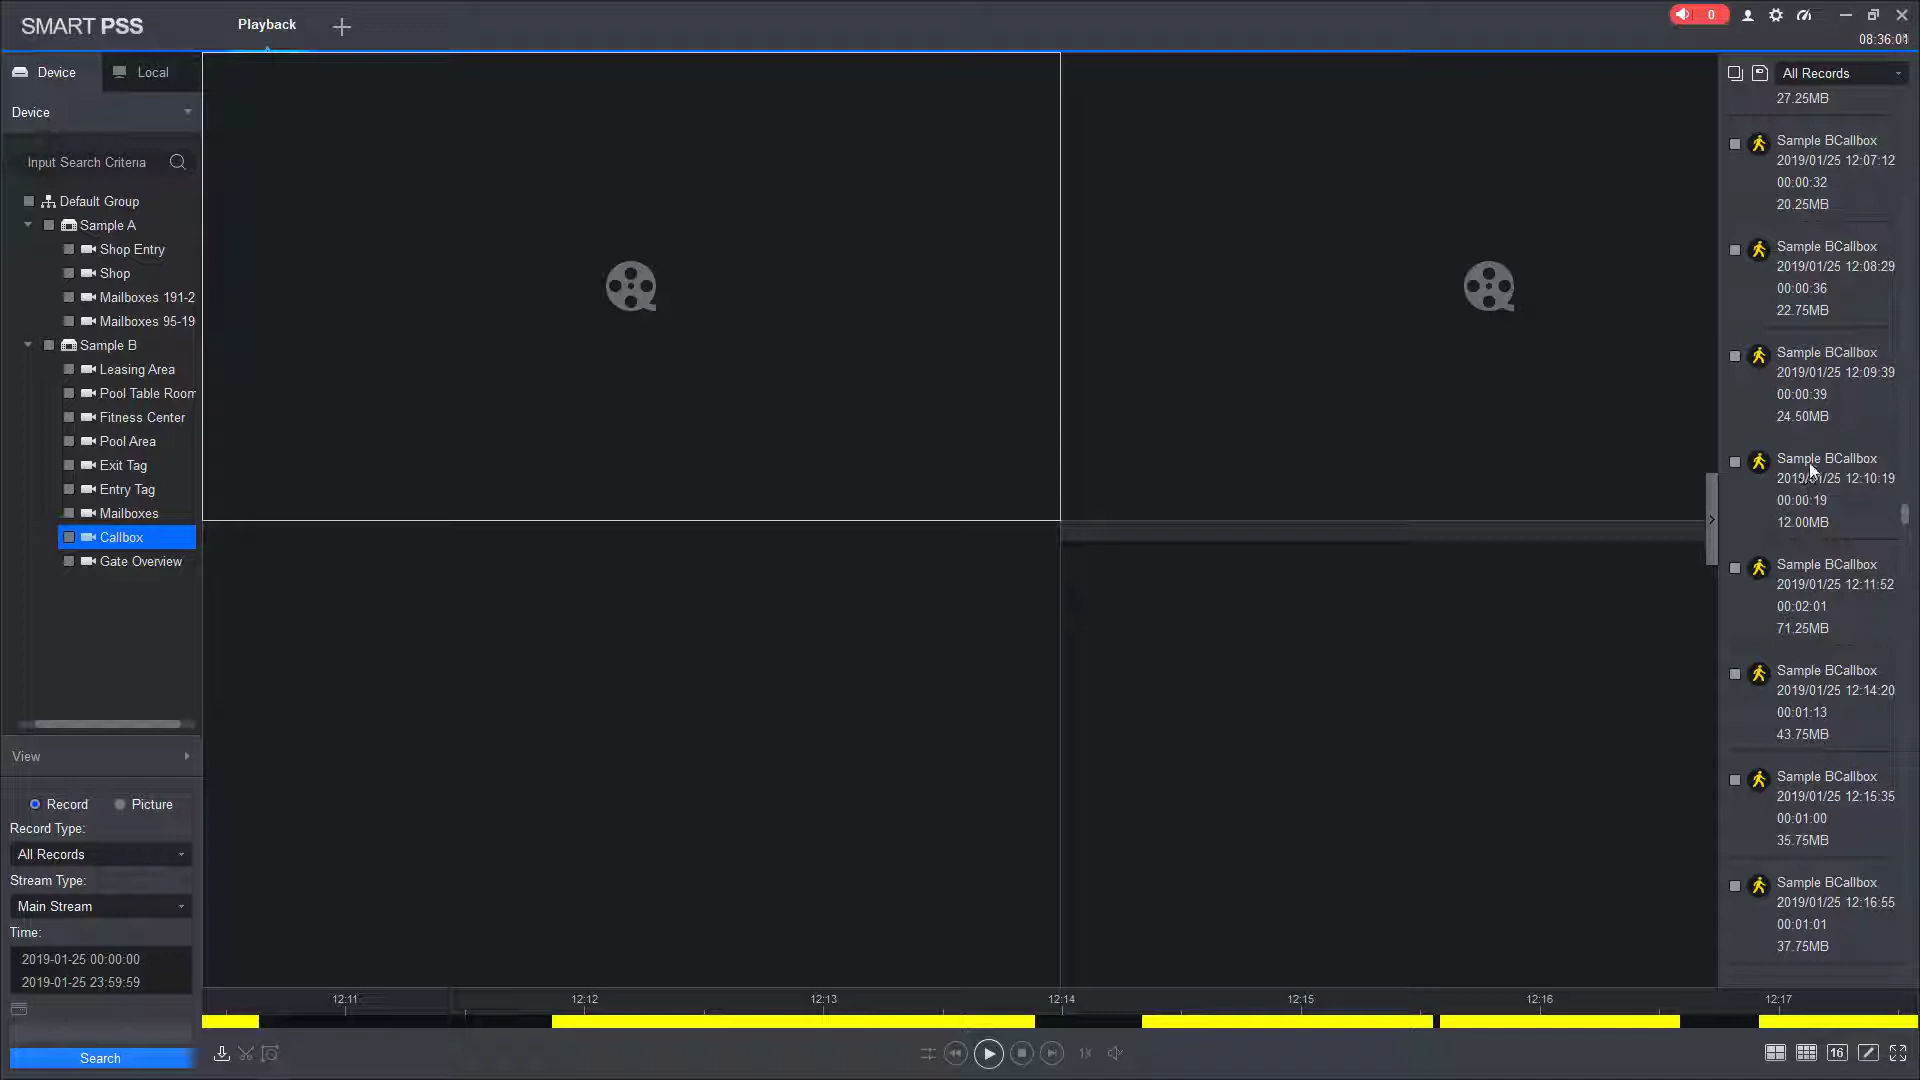 SMART PSS
Playback
0
08:36:01
Device
Local
Device
Input Search Criteria
Default Group
Sample A
Shop Entry
Shop
Mailboxes 191-2
Mailboxes 95-19
Sample B
Leasing Area
Pool Table Room
Fitness Center
Pool Area
Exit Tag
Entry Tag
Mailboxes
Callbox
Gate Overview
View
Record
Picture
Record Type:
All Records
Stream Type:
Main Stream
Time:
2019-01-25 00:00:00
2019-01-25 23:59:59
Search
12:11
12:12
12:13
12:14
12:15
12:16
12:17
1X
16
All Records
27.25MB
Sample BCallbox
2019/01/25 12:07:12
00:00:32
20.25MB
Sample BCallbox
2019/01/25 12:08:29
00:00:36
22.75MB
Sample BCallbox
2019/01/25 12:09:39
00:00:39
24.50MB
Sample BCallbox
2019/01/25 12:10:19
00:00:19
12.00MB
Sample BCallbox
2019/01/25 12:11:52
00:02:01
71.25MB
Sample BCallbox
2019/01/25 12:14:20
00:01:13
43.75MB
Sample BCallbox
2019/01/25 12:15:35
00:01:00
35.75MB
Sample BCallbox
2019/01/25 12:16:55
00:01:01
37.75MB